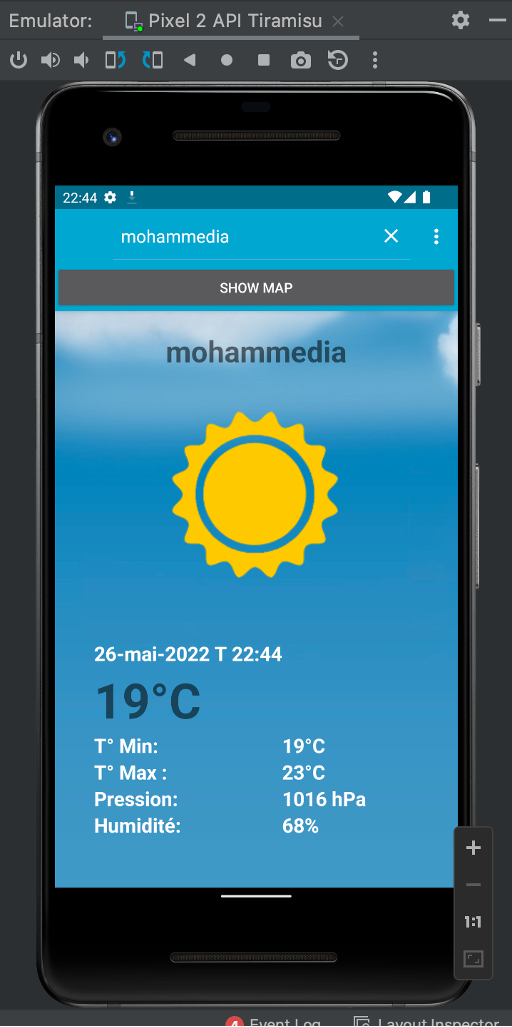 Emulator: Pixel 2 API Tiramisu
22:44
mohammedia
SHOW MAP
mohammedia
26-mai-2022 T 22:44
19°C
T° Min: 19°C
T° Max : 23°C
Pression: 1016 hPa
Humidité: 68%
1:1
4 Event Log Layout Inspector